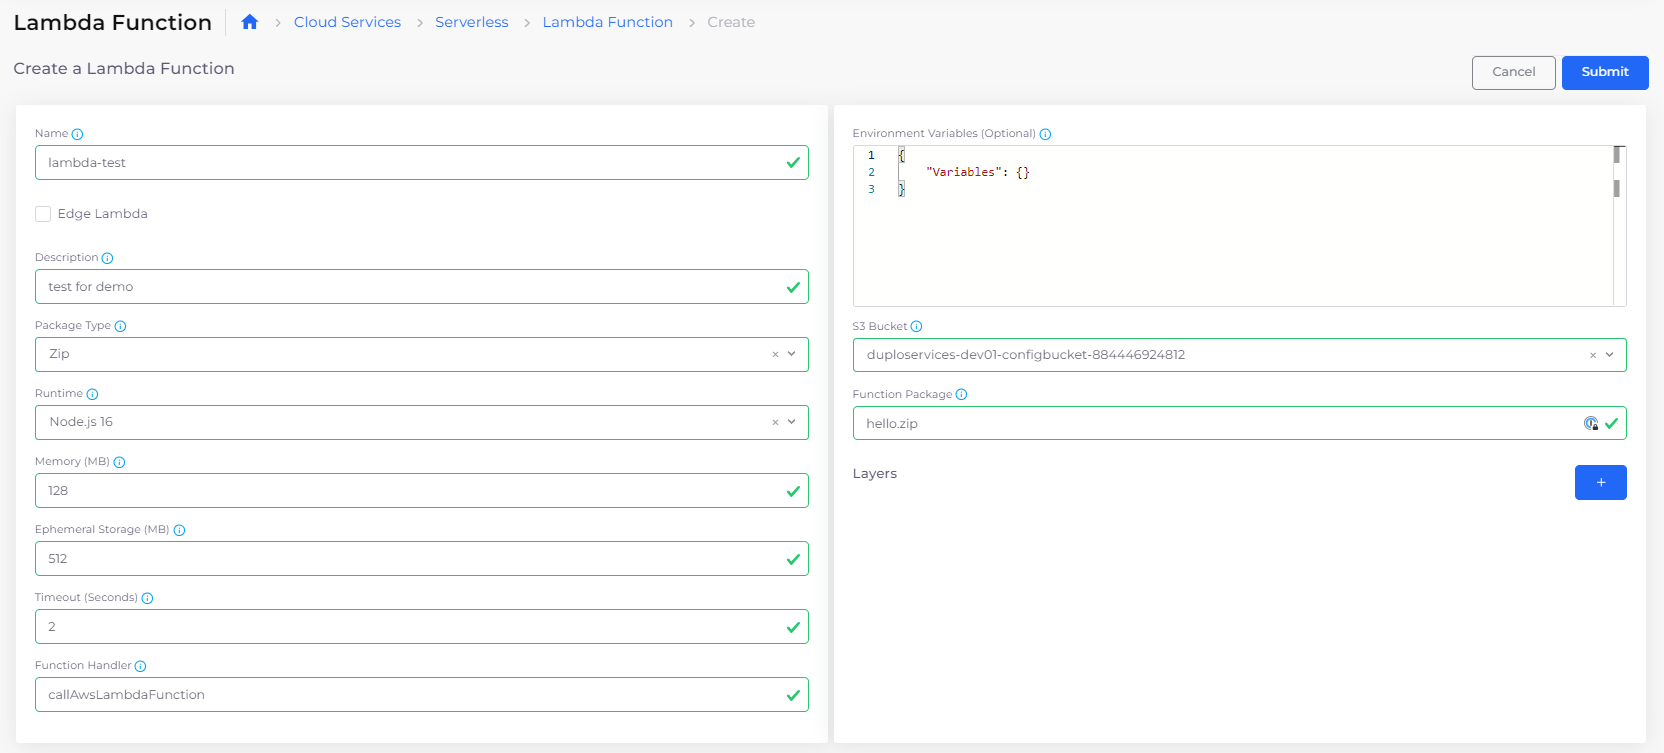 Lambda Function
Cloud Services > Serverless > Lambda Function > Create
Create a Lambda Function
Cancel
Submit
Name
lambda-test
Edge Lambda
Description
test for demo
Package Type
Zip
Runtime
Node.js 16
Memory (MB)
128
Ephemeral Storage (MB)
512
Timeout (Seconds)
2
Function Handler
callAwsLambdaFunction
Environment Variables (Optional)
1 {
2 "Variables": {}
3 }
S3 Bucket
duploservices-dev01-configbucket-884446924812
Function Package
hello.zip
Layers
+